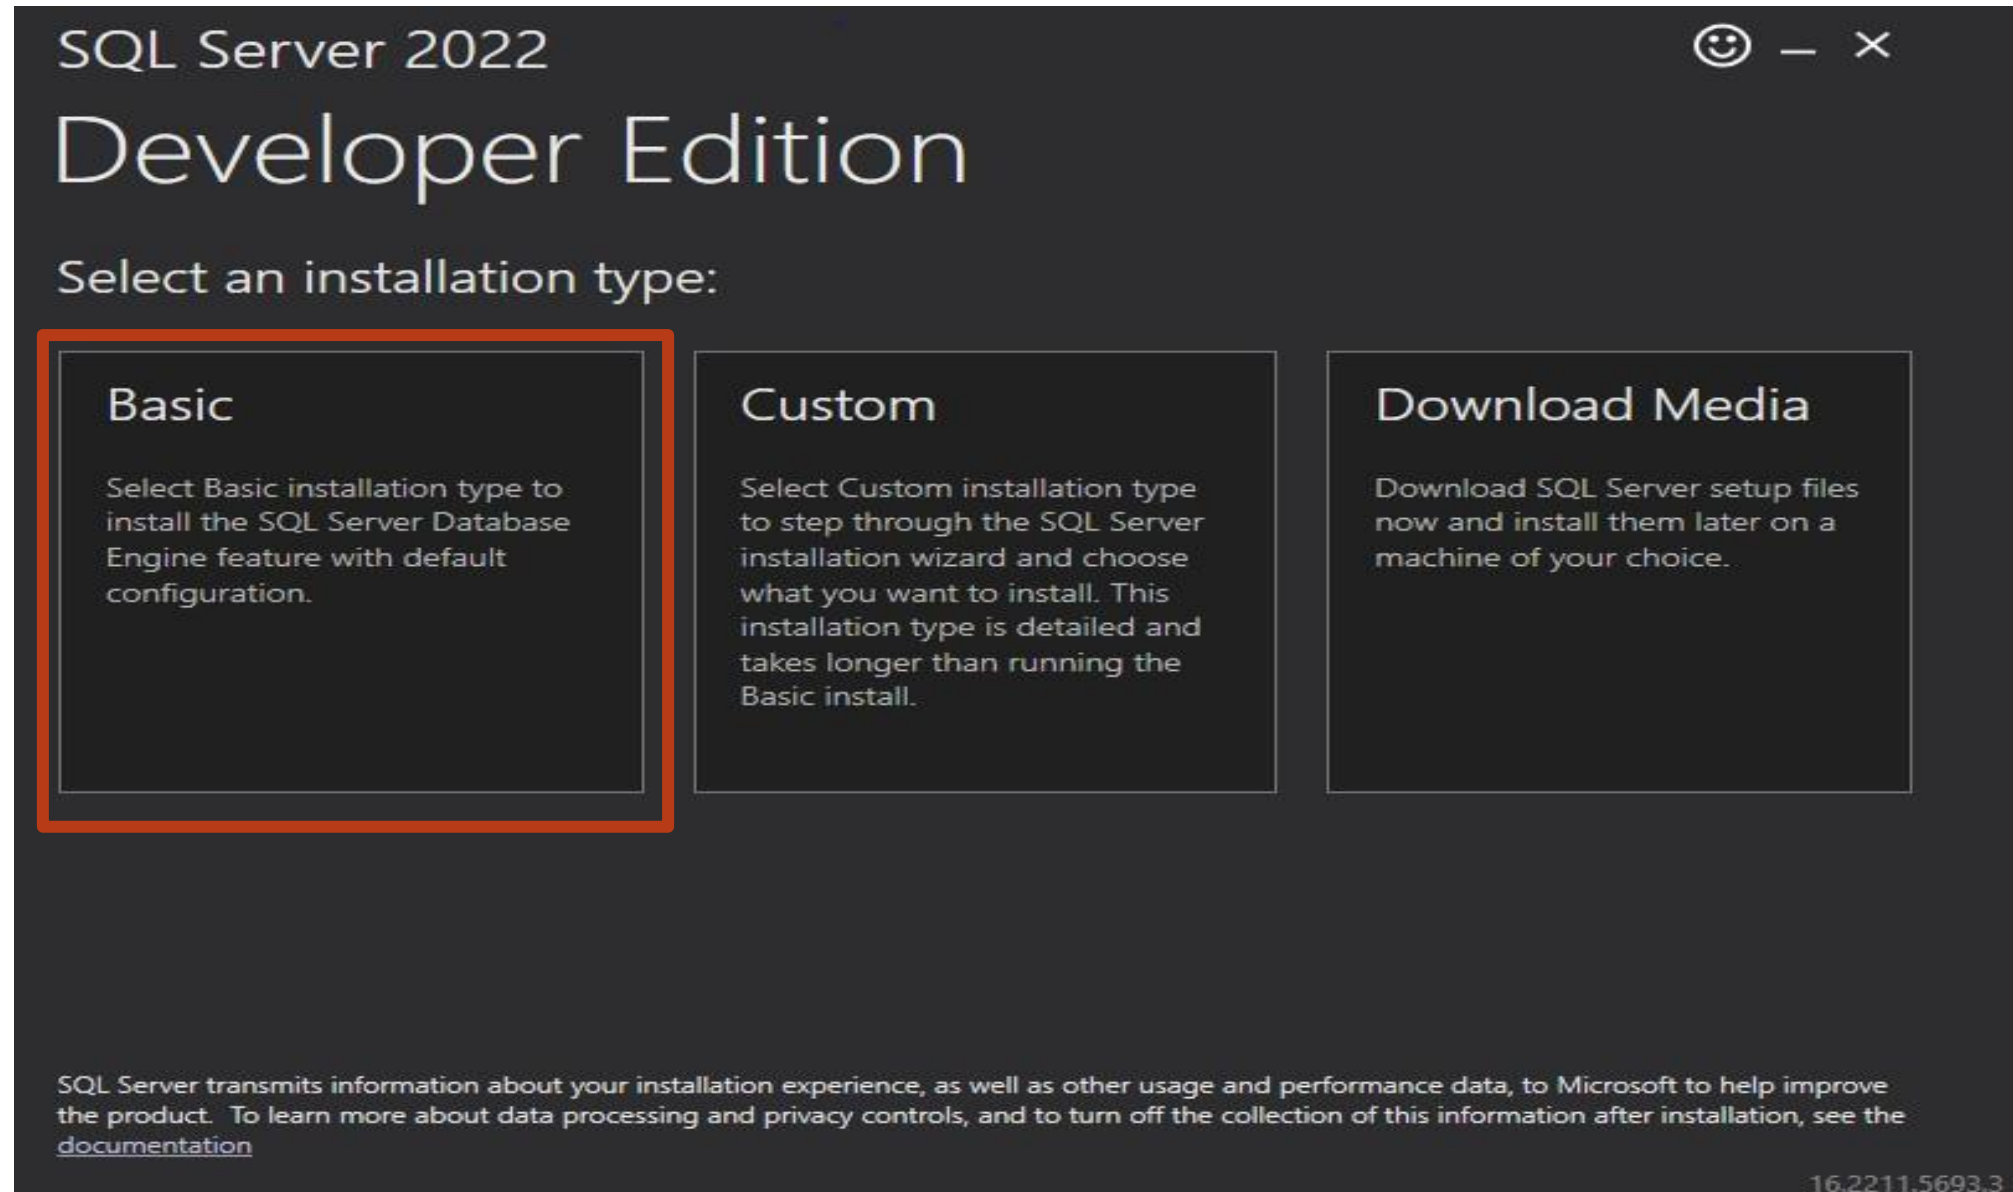 SQL Server 2022
Developer Edition
Select an installation type:
Basic
Select Basic installation type to
install the SQL Server Database
Engine feature with default
configuration.
Custom
Select Custom installation type
to step through the SQL Server
installation wizard and choose
what you want to install. This
installation type is detailed and
takes longer than running the
Basic install.
Download Media
Download SQL Server setup files
now and install them later on a
machine of your choice.
SQL Server transmits information about your installation experience, as well as other usage and performance data, to Microsoft to help improve
the product.  To learn more about data processing and privacy controls, and to turn off the collection of this information after installation, see the
documentation
16.2211.5693.3